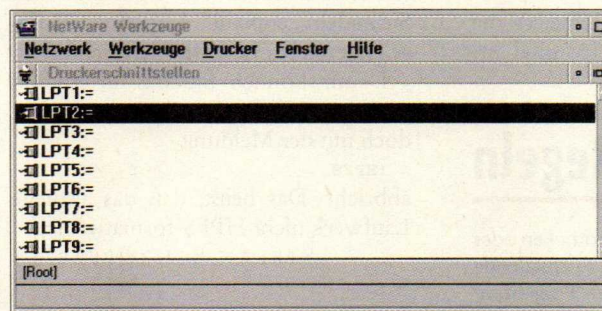 NetWare Werkzeuge
Netzwerk Werkzeuge Drucker Fenster Hilfe
Druckerschnittstellen
LPT1:=
LPT2:=
LPT3:=
LPT4:=
LPT5:=
LPT6:=
LPT7:=
LPT8:=
LPT9:=
[Root]